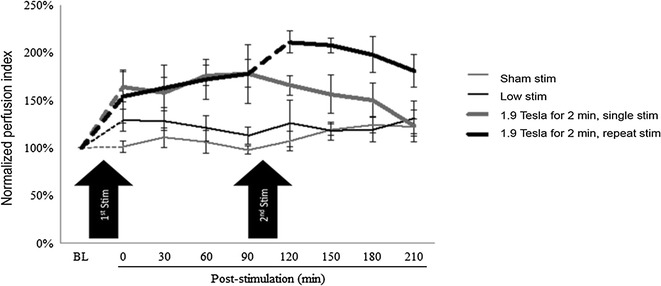 Normalized perfusion index
250%
200%
150%
100%
50%
0%
1st Stim
2nd Stim
BL
0
30
60
90
120
150
180
210
Post-stimulation (min)
Sham stim
Low stim
1.9 Tesla for 2 min, single stim
1.9 Tesla for 2 min, repeat stim